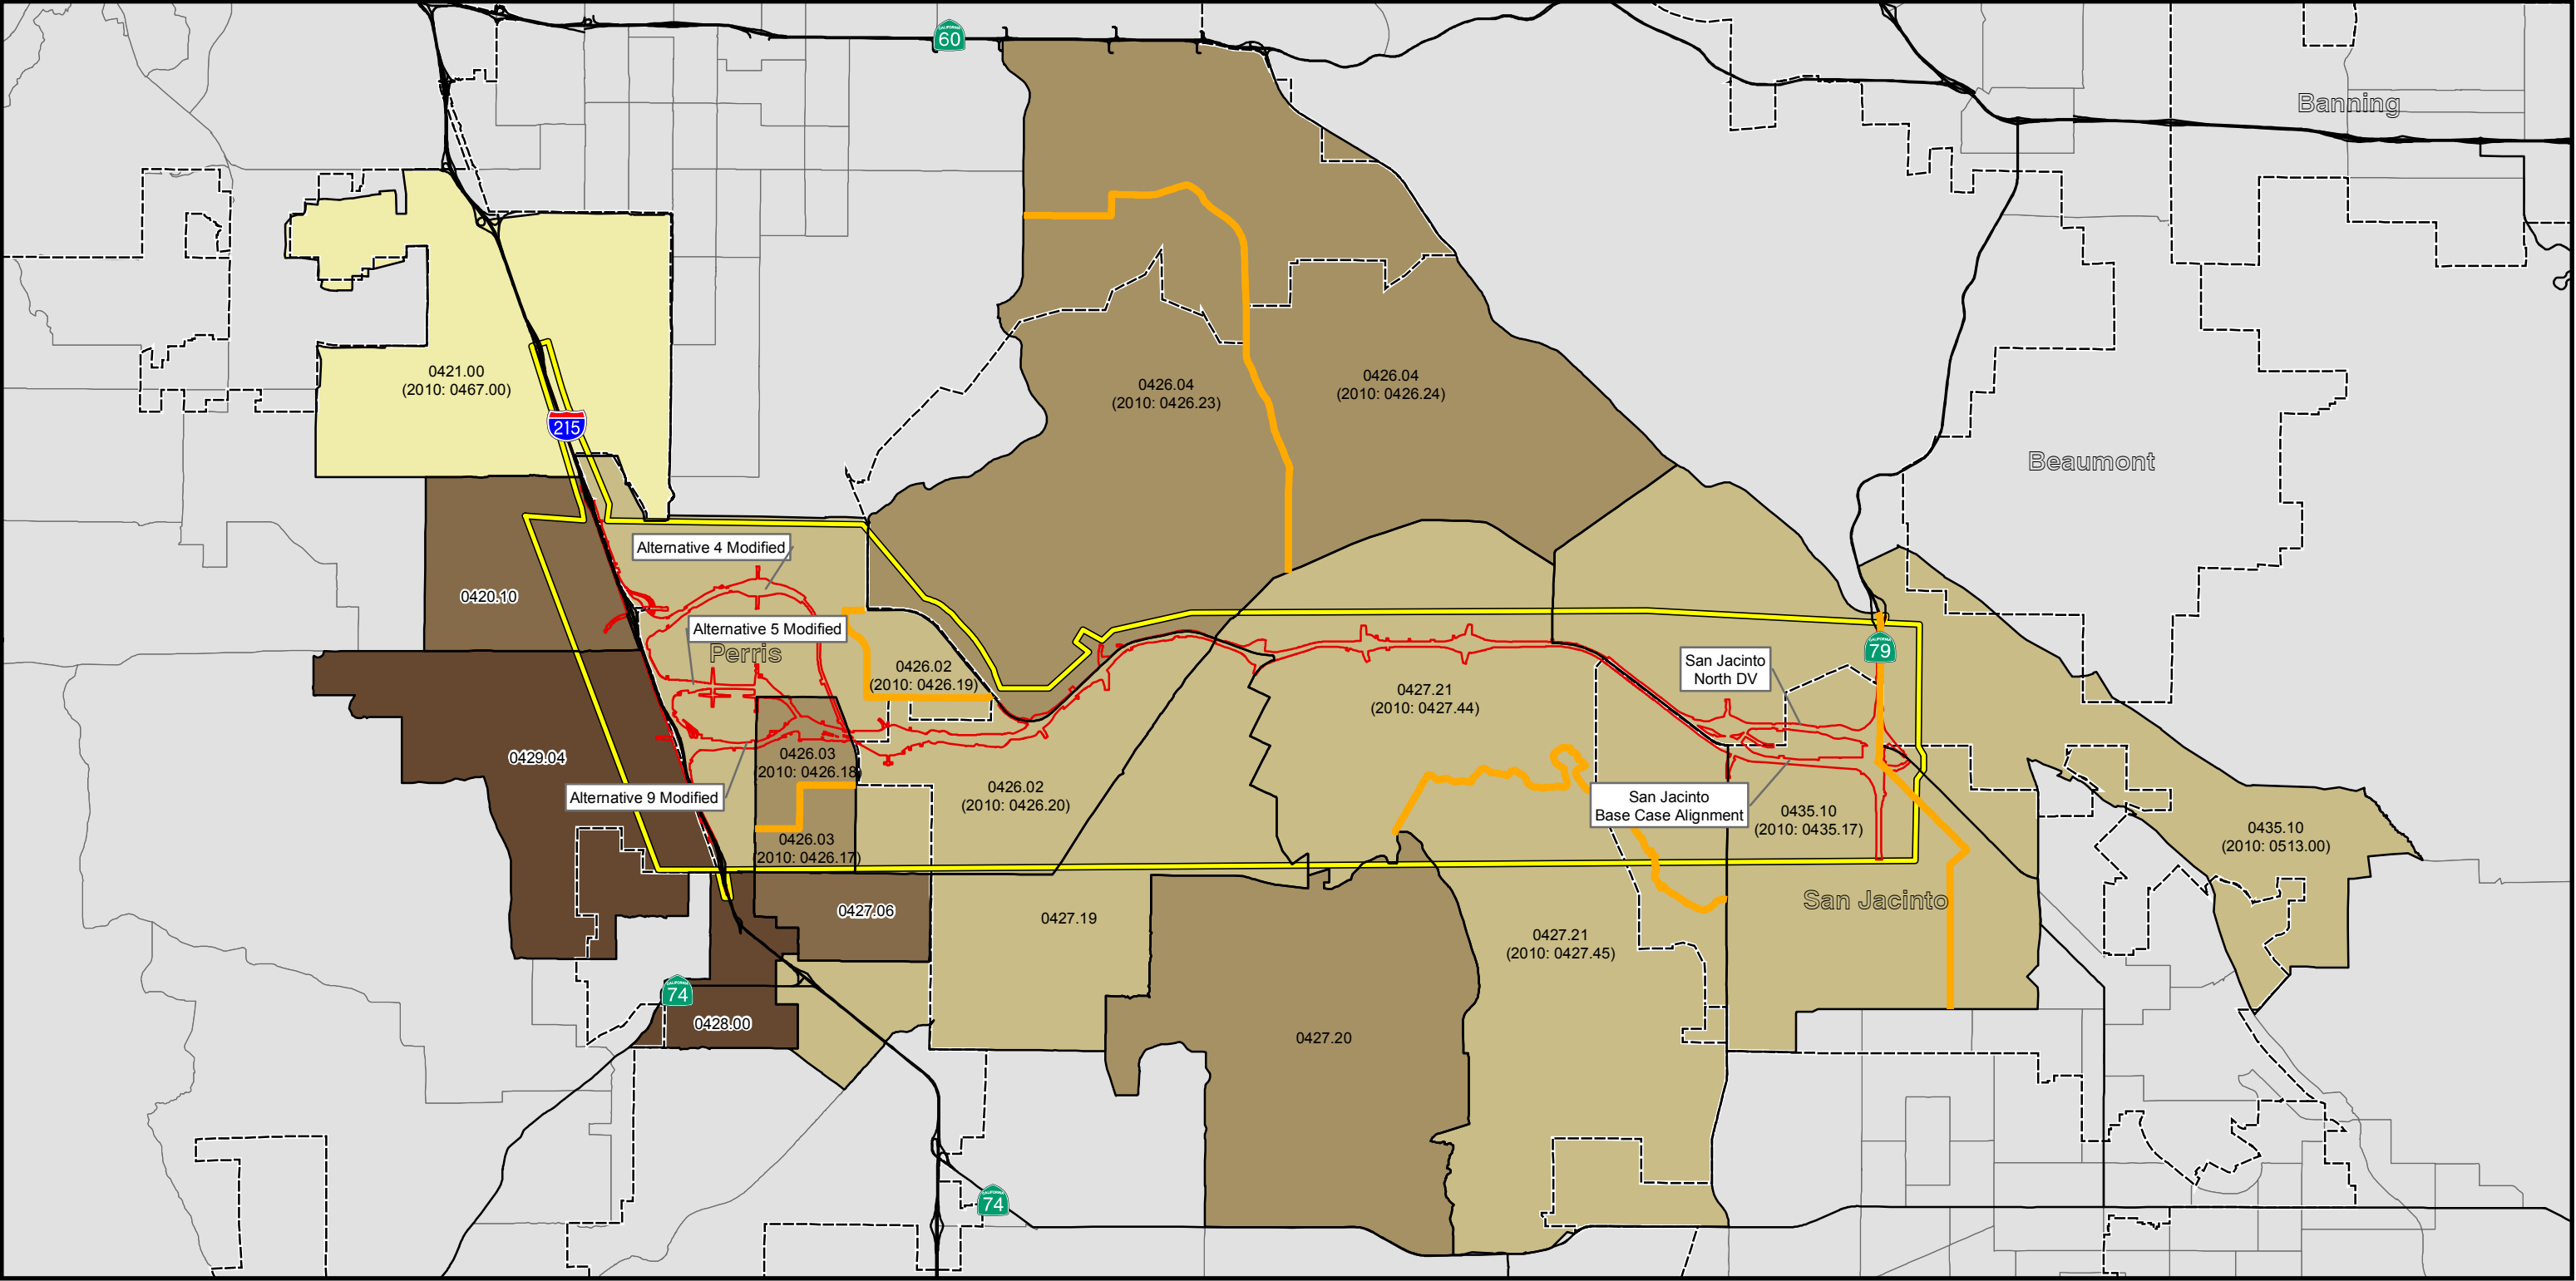 CALIFORNIA
60
Banning
0421.00
(2010: 0467.00)
215
0426.04
(2010: 0426.23)
0426.04
(2010: 0426.24)
Beaumont
Alternative 4 Modified
0420.10
Alternative 5 Modified
Perris
0426.02
(2010: 0426.19)
CALIFORNIA
79
San Jacinto
North DV
0427.21
(2010: 0427.44)
0429.04
0426.03
2010: 0426.18
Alternative 9 Modified
0426.02
(2010: 0426.20)
San Jacinto
Base Case Alignment
0435.10
(2010: 0435.17)
0435.10
(2010: 0513.00)
0426.03
2010: 0426.17)
0427.06
0427.19
San Jacinto
0427.21
(2010: 0427.45)
CALIFORNIA
74
0428.00
0427.20
CALIFORNIA
74